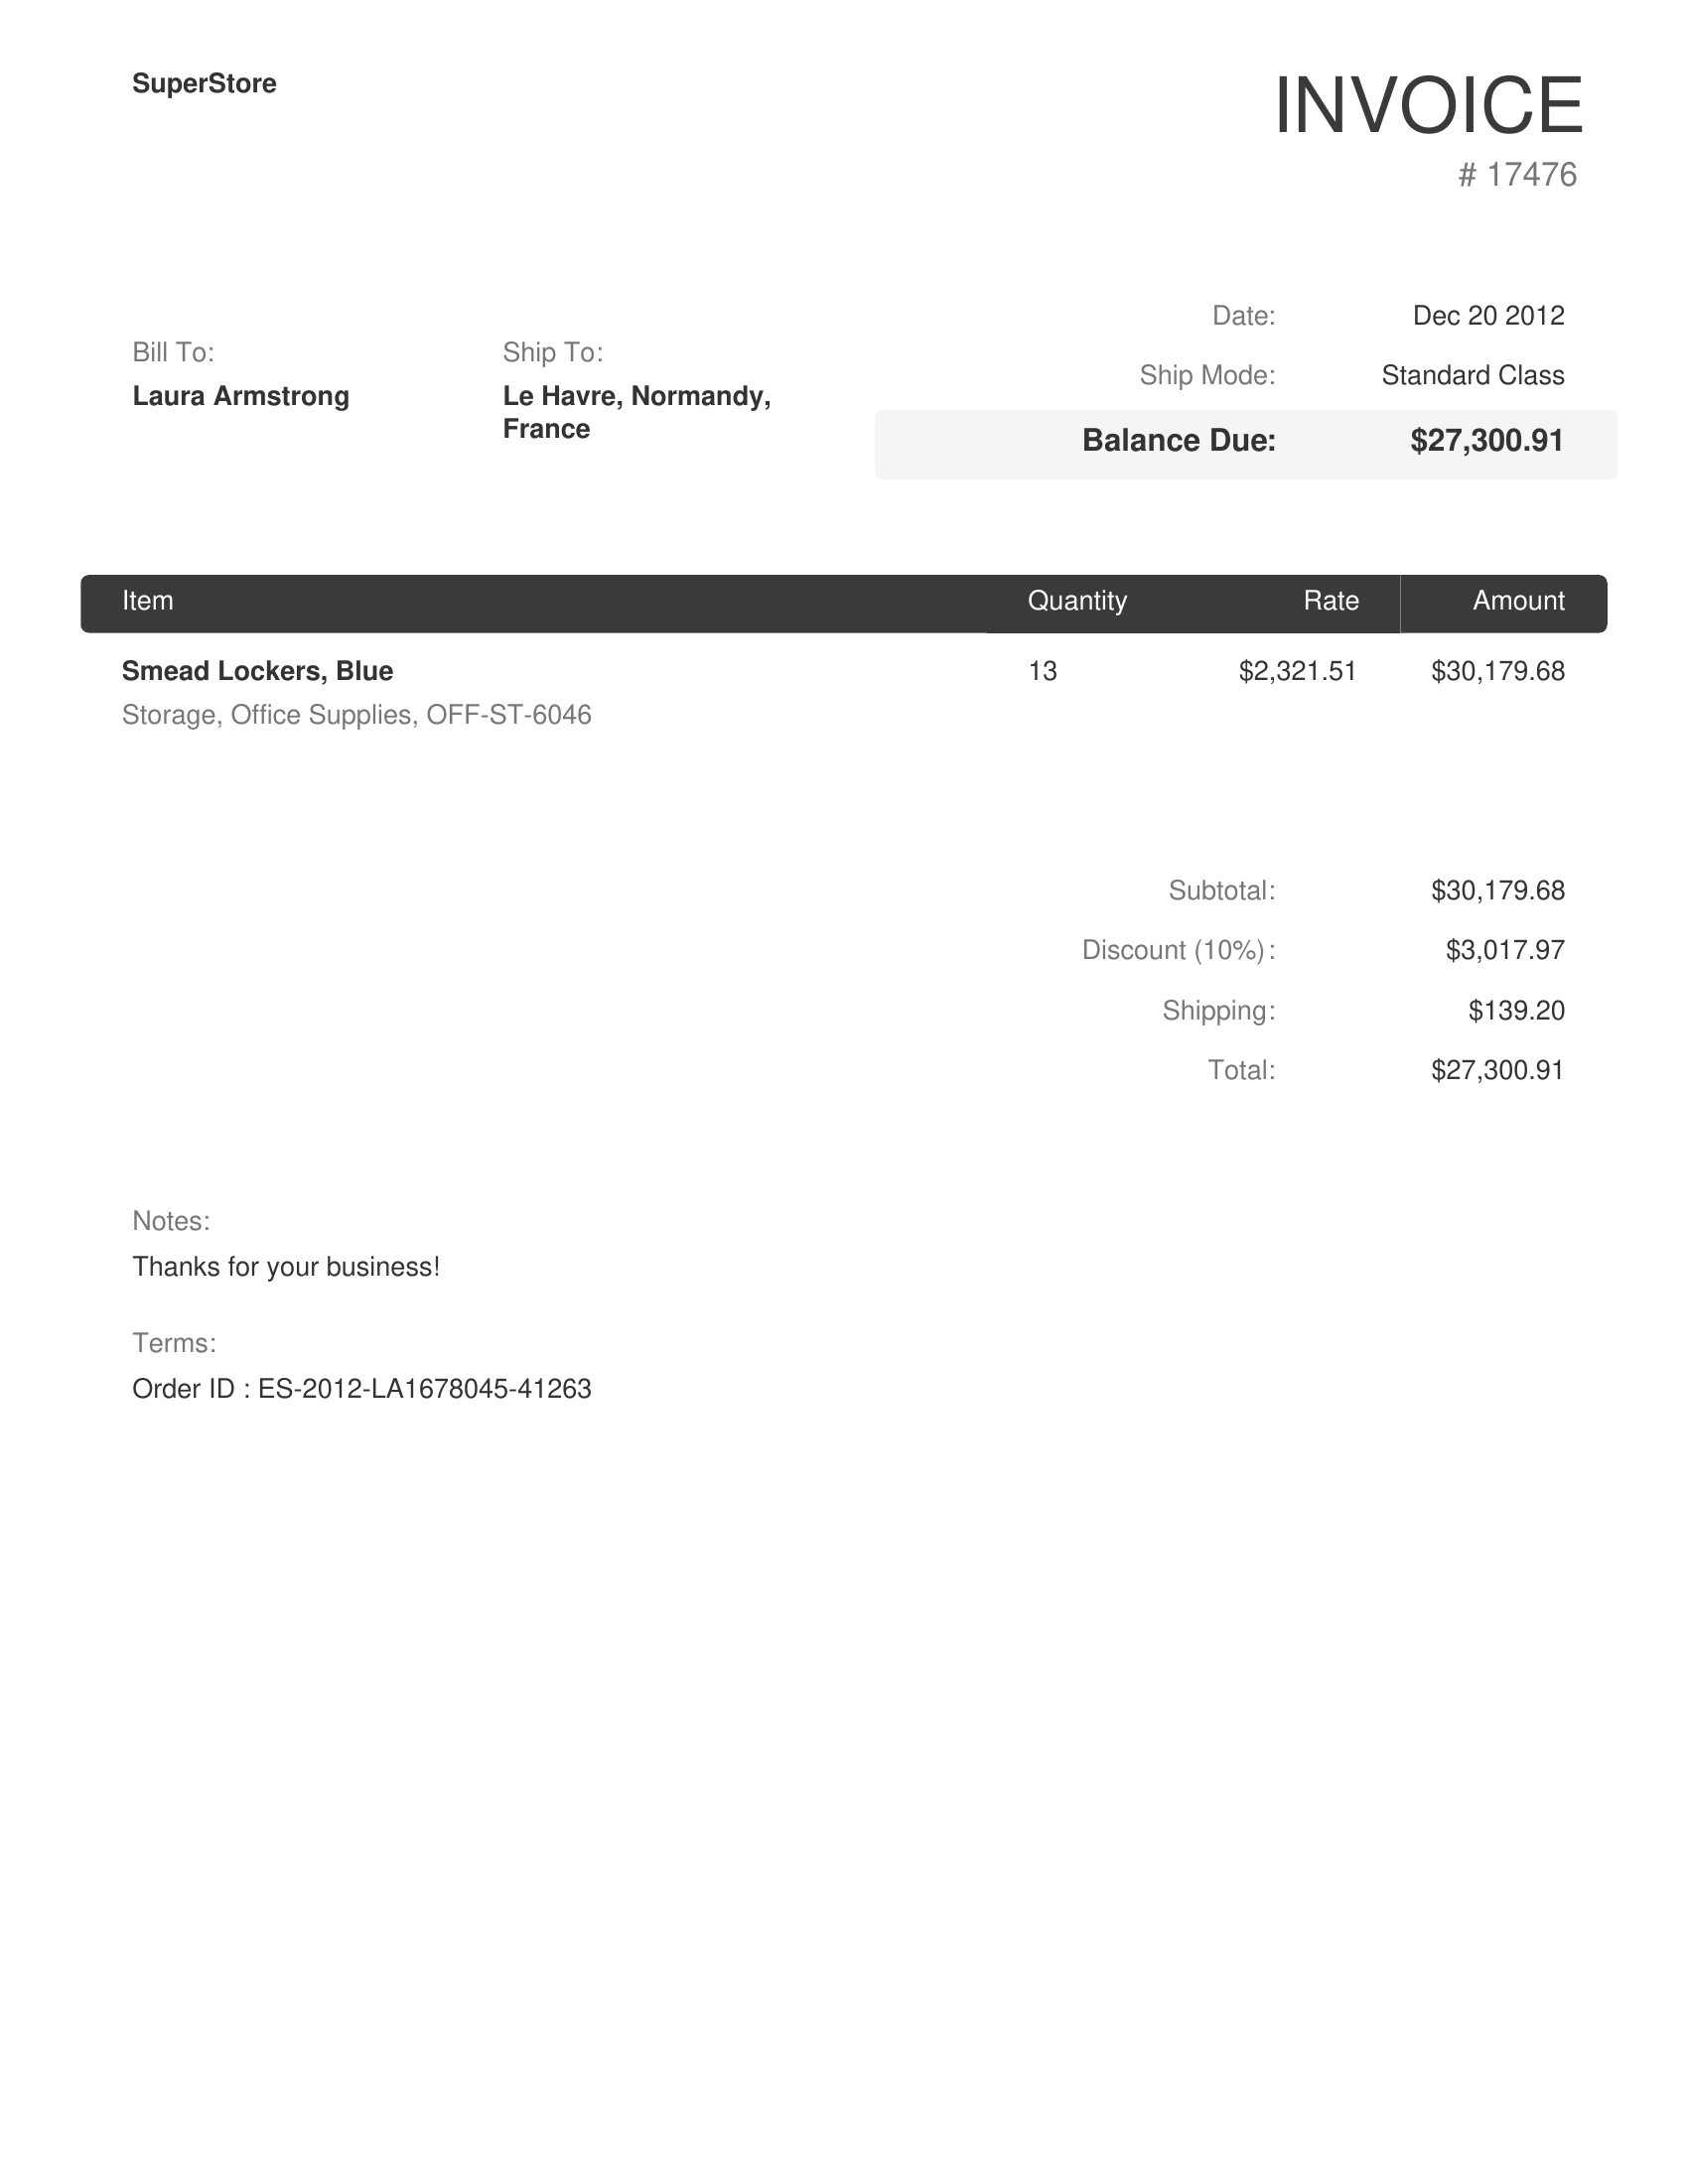 SuperStore
INVOICE
# 17476
Date: Dec 20 2012
Ship Mode: Standard Class
Balance Due: $27,300.91
Bill To:
Laura Armstrong
Ship To:
Le Havre, Normandy,
France
Item Quantity Rate Amount
Smead Lockers, Blue 13 $2,321.51 $30,179.68
Storage, Office Supplies, OFF-ST-6046
Subtotal: $30,179.68
Discount (10%): $3,017.97
Shipping: $139.20
Total: $27,300.91
Notes:
Thanks for your business!
Terms:
Order ID : ES-2012-LA1678045-41263